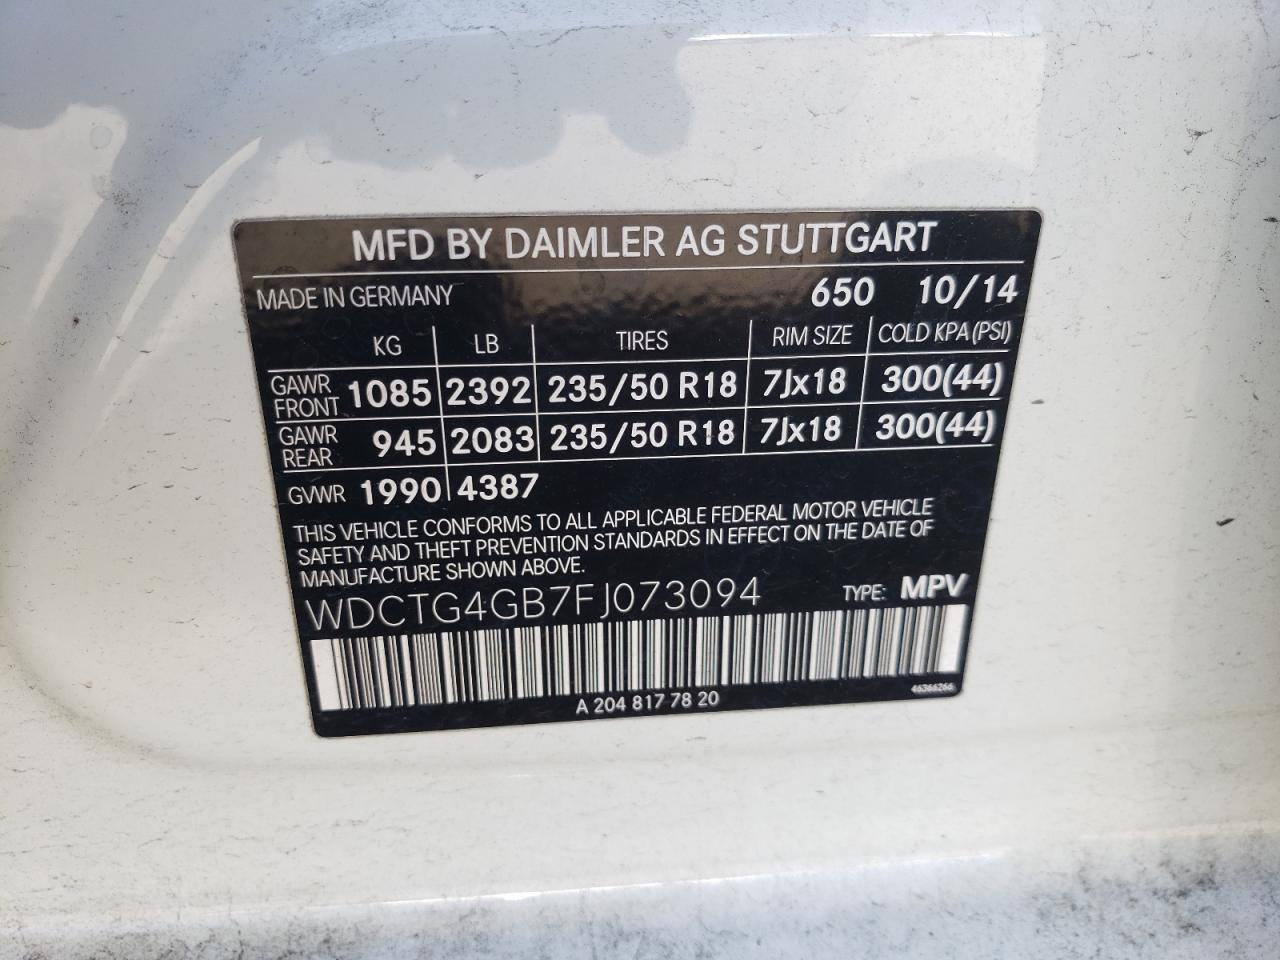 MFD BY DAIMLER AG STUTTGART
MADE IN GERMANY 650 10/14
KG LB TIRES RIM SIZE COLD KPA (PSI)
GAWR FRONT 1085 2392 235/50 R18 7Jx18 300(44)
GAWR REAR 945 2083 235/50 R18 7Jx18 300(44)
GVWR 1990 4387
THIS VEHICLE CONFORMS TO ALL APPLICABLE FEDERAL MOTOR VEHICLE
SAFETY AND THEFT PREVENTION STANDARDS IN EFFECT ON THE DATE OF
MANUFACTURE SHOWN ABOVE.
WDCTG4GB7FJ073094 TYPE: MPV
A 204 817 78 20 46366266